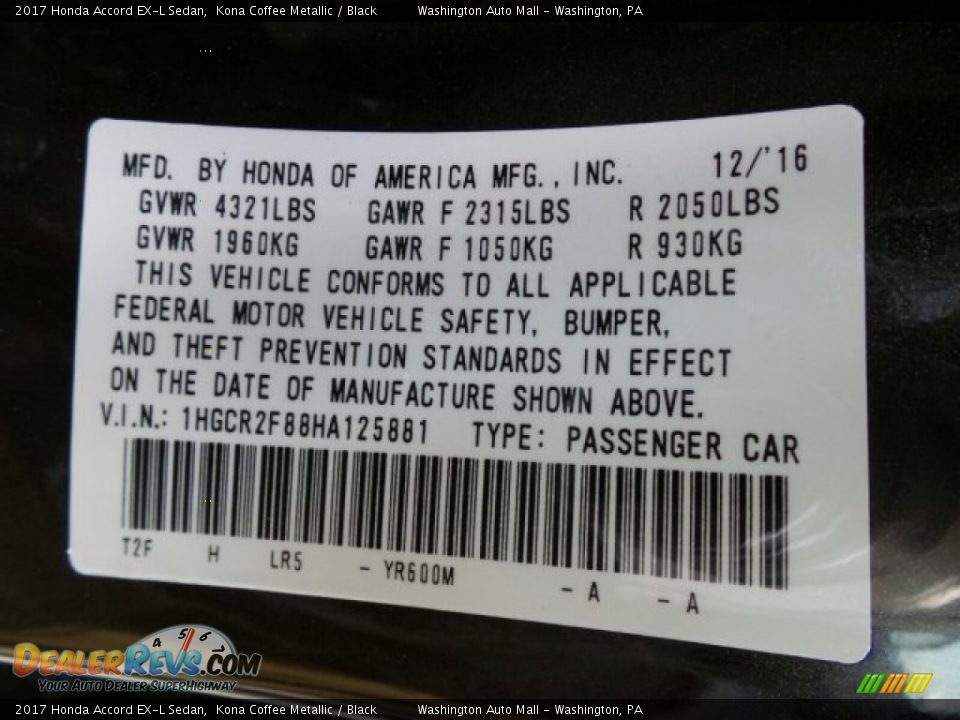 2017 Honda Accord EX-L Sedan, Kona Coffee Metallic / Black Washington Auto Mall - Washington, PA
MFD. BY HONDA OF AMERICA MFG., INC. 12/'16
GVWR 4321LBS GAWR F 2315LBS R 2050LBS
GVWR 1960KG GAWR F 1050KG R 930KG
THIS VEHICLE CONFORMS TO ALL APPLICABLE
FEDERAL MOTOR VEHICLE SAFETY, BUMPER,
AND THEFT PREVENTION STANDARDS IN EFFECT
ON THE DATE OF MANUFACTURE SHOWN ABOVE.
V.I.N.: 1HGCR2F88HA125881 TYPE: PASSENGER CAR
T2F H LR5 - YR600M - A - A
4 5 6
DEALERREVS.COM
YOUR AUTO DEALER SUPERHIGHWAY
2017 Honda Accord EX-L Sedan, Kona Coffee Metallic / Black Washington Auto Mall - Washington, PA